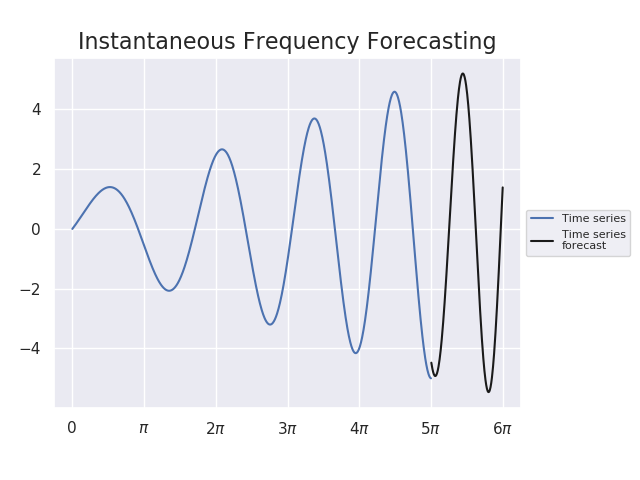 Instantaneous Frequency Forecasting
4
2
0
−2
−4
0
π
2π
3π
4π
5π
6π
Time series
Time series
forecast